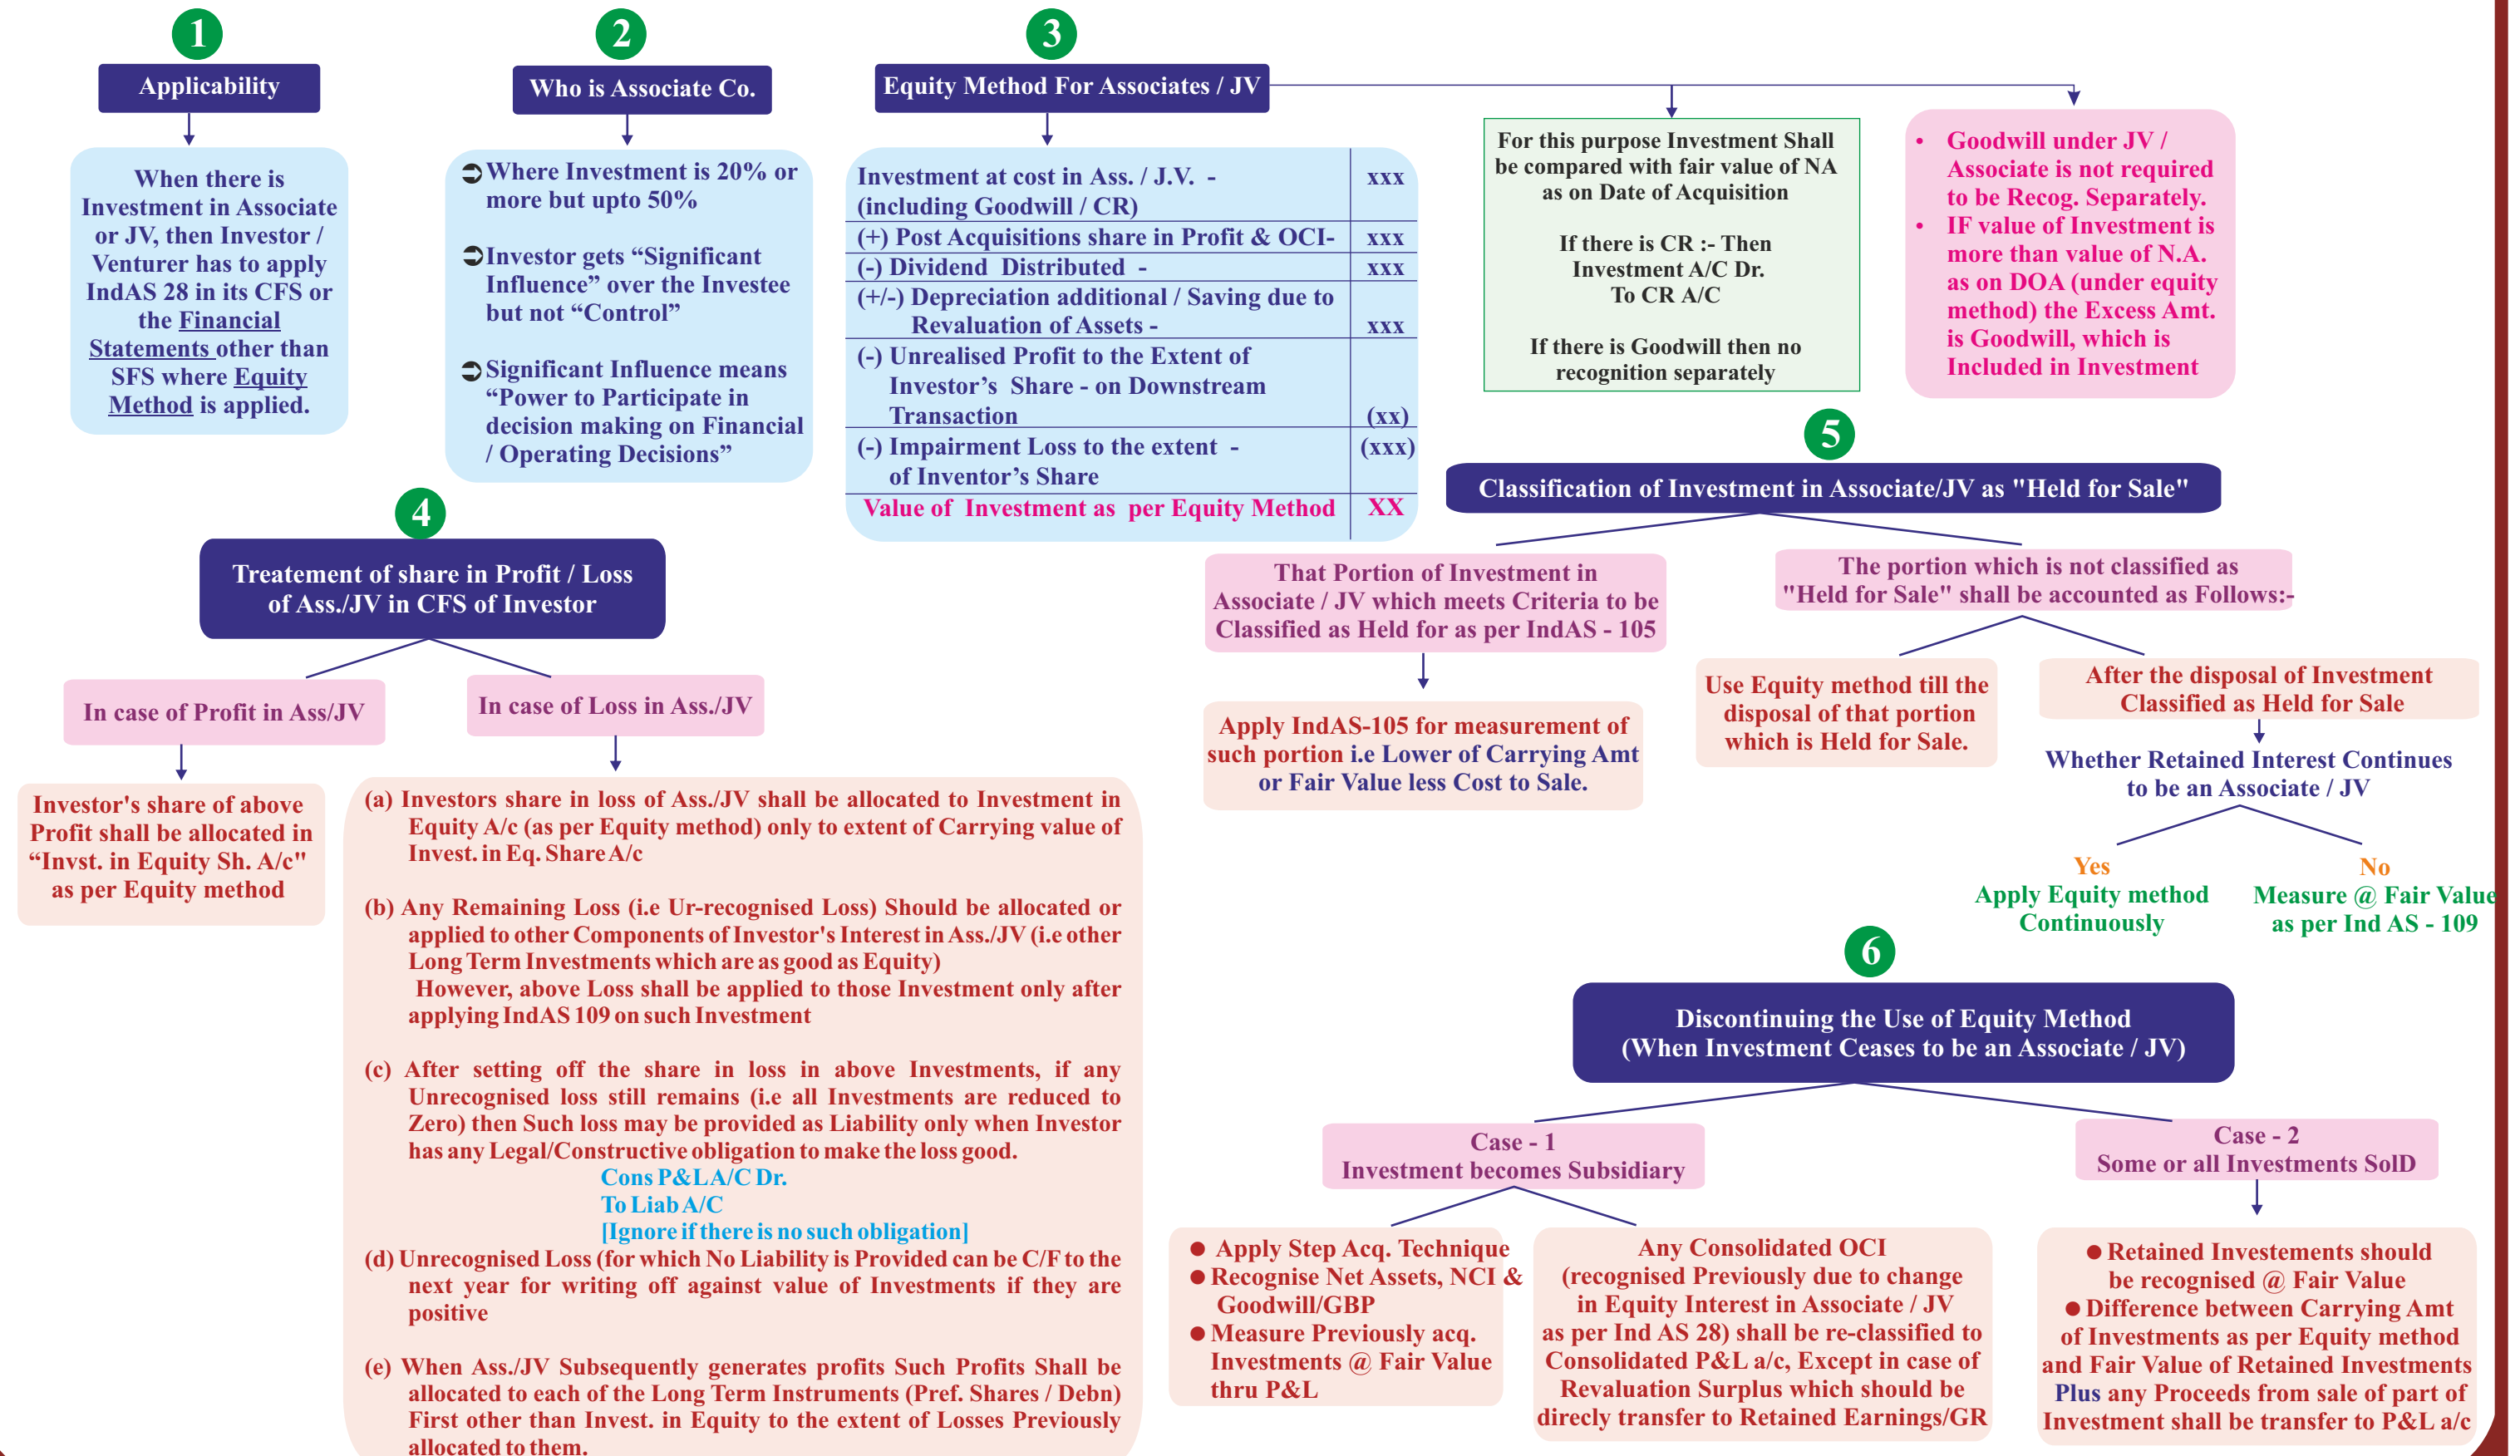 1
Applicability
When there is
Investment in Associate
or JV, then Investor /
Venturer has to apply
IndAS 28 in its CFS or
the Financial
Statements other than
SFS where Equity
Method is applied.
2
Who is Associate Co.
Where Investment is 20% or
more but upto 50%
Investor gets “Significant
Influence” over the Investee
but not “Control”
Significant Influence means
“Power to Participate in
decision making on Financial
/ Operating Decisions”
3
Equity Method For Associates / JV
Investment at cost in Ass. / J.V. - xxx
(including Goodwill / CR)
(+) Post Acquisitions share in Profit & OCI- xxx
(-) Dividend Distributed - xxx
(+/-) Depreciation additional / Saving due to
Revaluation of Assets - xxx
(-) Unrealised Profit to the Extent of
Investor’s Share - on Downstream
Transaction (xx)
(-) Impairment Loss to the extent - (xxx)
of Inventor’s Share
Value of Investment as per Equity Method XX
For this purpose Investment Shall
be compared with fair value of NA
as on Date of Acquisition
If there is CR :- Then
Investment A/C Dr.
To CR A/C
If there is Goodwill then no
recognition separately
• Goodwill under JV /
Associate is not required
to be Recog. Separately.
• IF value of Investment is
more than value of N.A.
as on DOA (under equity
method) the Excess Amt.
is Goodwill, which is
Included in Investment
4
Treatement of share in Profit / Loss
of Ass./JV in CFS of Investor
In case of Profit in Ass/JV
Investor's share of above
Profit shall be allocated in
“Invst. in Equity Sh. A/c"
as per Equity method
In case of Loss in Ass./JV
(a) Investors share in loss of Ass./JV shall be allocated to Investment in
Equity A/c (as per Equity method) only to extent of Carrying value of
Invest. in Eq. Share A/c
(b) Any Remaining Loss (i.e Ur-recognised Loss) Should be allocated or
applied to other Components of Investor's Interest in Ass./JV (i.e other
Long Term Investments which are as good as Equity)
However, above Loss shall be applied to those Investment only after
applying IndAS 109 on such Investment
(c) After setting off the share in loss in above Investments, if any
Unrecognised loss still remains (i.e all Investments are reduced to
Zero) then Such loss may be provided as Liability only when Investor
has any Legal/Constructive obligation to make the loss good.
Cons P&L A/C Dr.
To Liab A/C
[Ignore if there is no such obligation]
(d) Unrecognised Loss (for which No Liability is Provided can be C/F to the
next year for writing off against value of Investments if they are
positive
(e) When Ass./JV Subsequently generates profits Such Profits Shall be
allocated to each of the Long Term Instruments (Pref. Shares / Debn)
First other than Invest. in Equity to the extent of Losses Previously
allocated to them.
5
Classification of Investment in Associate/JV as "Held for Sale"
That Portion of Investment in
Associate / JV which meets Criteria to be
Classified as Held for as per IndAS - 105
Apply IndAS-105 for measurement of
such portion i.e Lower of Carrying Amt
or Fair Value less Cost to Sale.
The portion which is not classified as
"Held for Sale" shall be accounted as Follows:-
Use Equity method till the
disposal of that portion
which is Held for Sale.
After the disposal of Investment
Classified as Held for Sale
Whether Retained Interest Continues
to be an Associate / JV
Yes
Apply Equity method
Continuously
No
Measure @ Fair Value
as per Ind AS - 109
6
Discontinuing the Use of Equity Method
(When Investment Ceases to be an Associate / JV)
Case - 1
Investment becomes Subsidiary
● Apply Step Acq. Technique
● Recognise Net Assets, NCI &
Goodwill/GBP
● Measure Previously acq.
Investments @ Fair Value
thru P&L
Any Consolidated OCI
(recognised Previously due to change
in Equity Interest in Associate / JV
as per Ind AS 28) shall be re-classified to
Consolidated P&L a/c, Except in case of
Revaluation Surplus which should be
direcly transfer to Retained Earnings/GR
Case - 2
Some or all Investments SolD
● Retained Investements should
be recognised @ Fair Value
● Difference between Carrying Amt
of Investments as per Equity method
and Fair Value of Retained Investments
Plus any Proceeds from sale of part of
Investment shall be transfer to P&L a/c